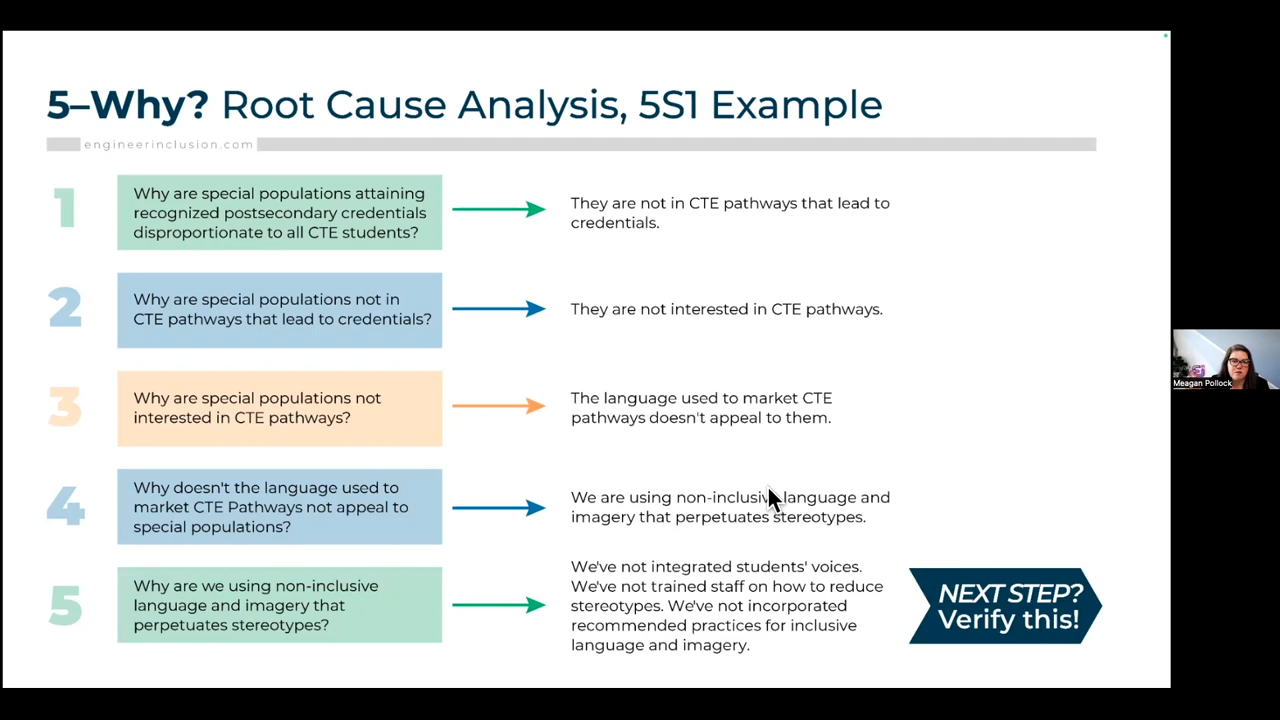 5–Why? Root Cause Analysis, 5S1 Example
engineerinclusion.com
1
Why are special populations attaining
recognized postsecondary credentials
disproportionate to all CTE students?
They are not in CTE pathways that lead to
credentials.
2
Why are special populations not in
CTE pathways that lead to credentials?
They are not interested in CTE pathways.
3
Why are special populations not
interested in CTE pathways?
The language used to market CTE
pathways doesn't appeal to them.
4
Why doesn't the language used to
market CTE Pathways not appeal to
special populations?
We are using non-inclusive language and
imagery that perpetuates stereotypes.
5
Why are we using non-inclusive
language and imagery that
perpetuates stereotypes?
We've not integrated students' voices.
We've not trained staff on how to reduce
stereotypes. We've not incorporated
recommended practices for inclusive
language and imagery.
NEXT STEP?
Verify this!
Meagan Pollock